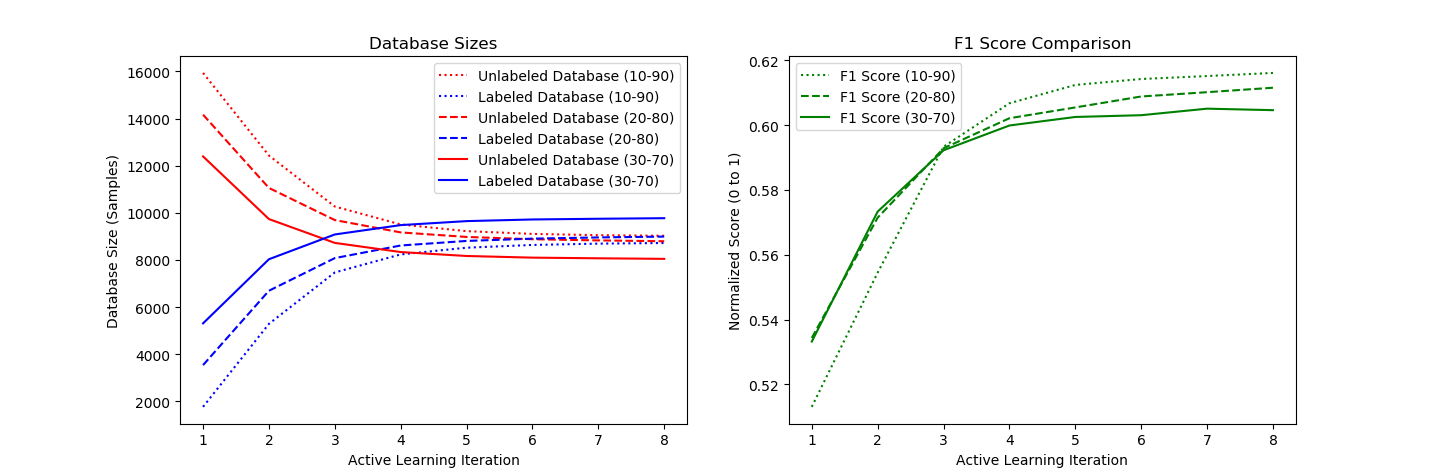 Database Sizes
16000
14000
12000
10000
8000
6000
4000
2000
Database Size (Samples)
1 2 3 4 5 6 7 8
Active Learning Iteration
Unlabeled Database (10-90)
Labeled Database (10-90)
Unlabeled Database (20-80)
Labeled Database (20-80)
Unlabeled Database (30-70)
Labeled Database (30-70)
F1 Score Comparison
0.62
0.60
0.58
0.56
0.54
0.52
Normalized Score (0 to 1)
1 2 3 4 5 6 7 8
Active Learning Iteration
F1 Score (10-90)
F1 Score (20-80)
F1 Score (30-70)